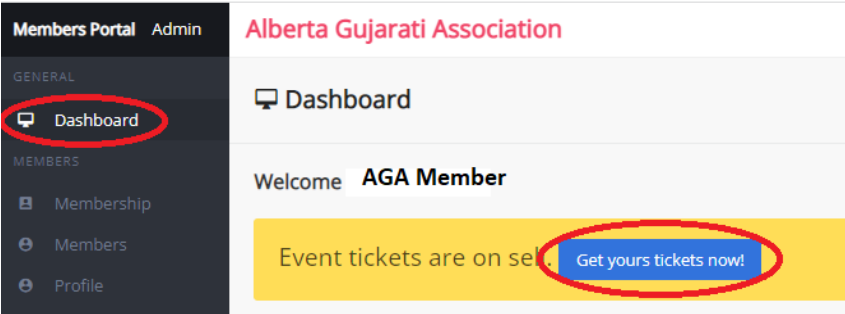 Members Portal Admin
Alberta Gujarati Association
GENERAL
Dashboard
Dashboard
MEMBERS
Welcome AGA Member
Membership
Members
Event tickets are on sell. Get yours tickets now!
Profile